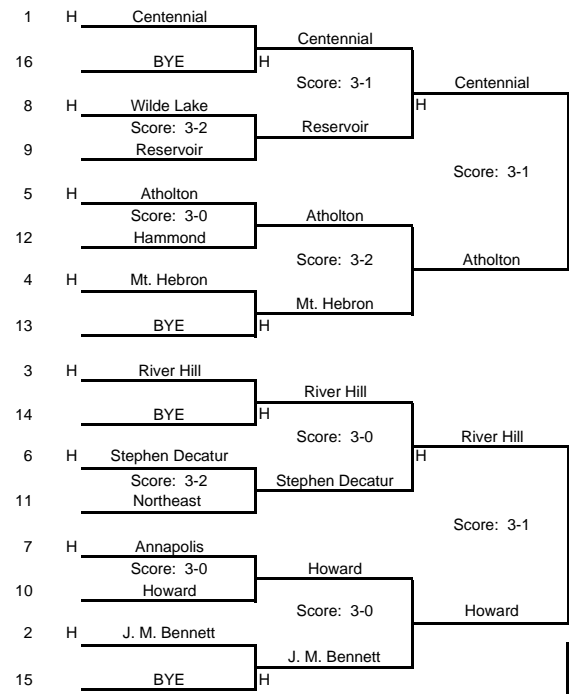 1 H Centennial
Centennial
16 BYE H
Score: 3-1 Centennial
8 H Wilde Lake H
Score: 3-2 Reservoir
9 Reservoir
Score: 3-1
5 H Atholton
Score: 3-0 Atholton
12 Hammond
Score: 3-2 Atholton
4 H Mt. Hebron
Mt. Hebron
13 BYE H
3 H River Hill
River Hill
14 BYE H
Score: 3-0 River Hill
6 H Stephen Decatur H
Score: 3-2 Stephen Decatur
11 Northeast
Score: 3-1
7 H Annapolis
Score: 3-0 Howard
10 Howard
Score: 3-0 Howard
2 H J. M. Bennett
J. M. Bennett
15 BYE H